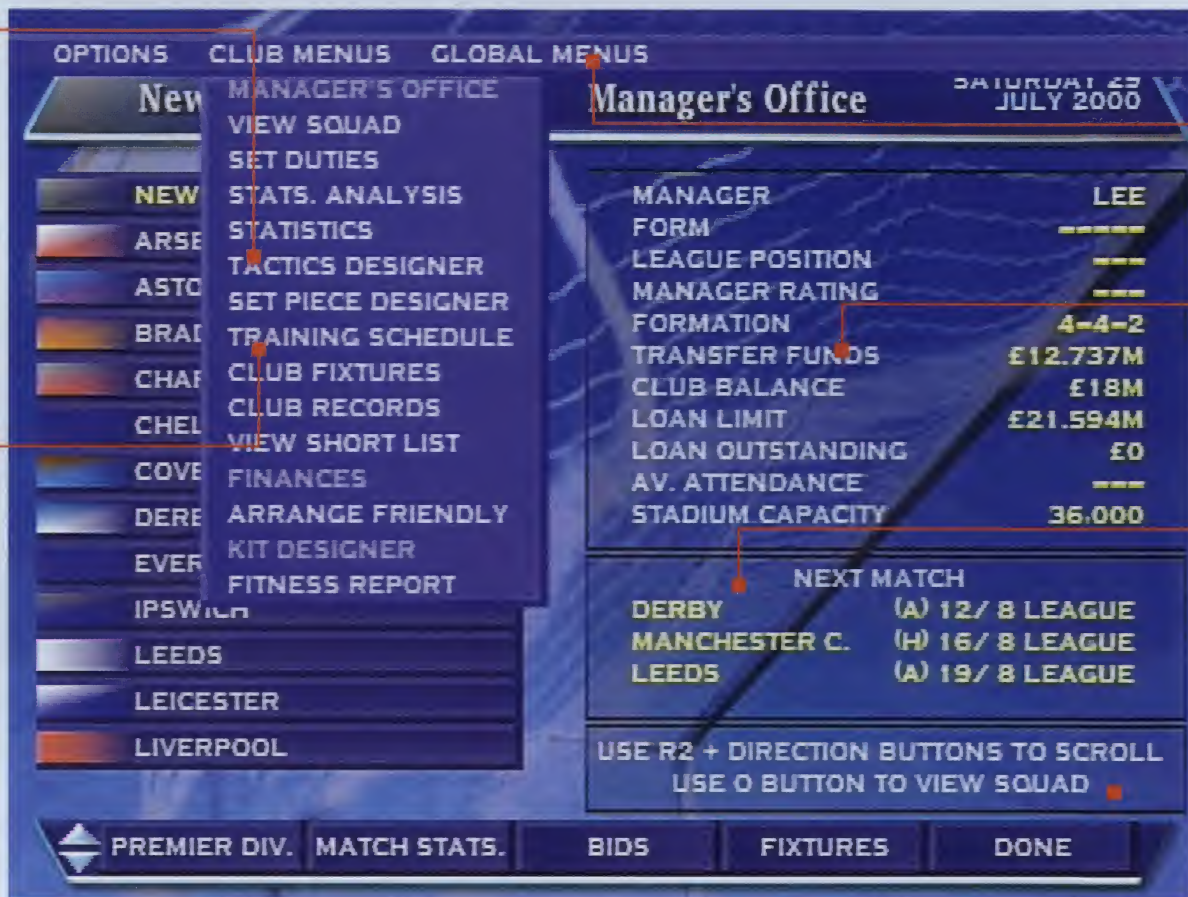 OPTIONS CLUB MENUS GLOBAL MENUS
New
Manager's Office
SATURDAY 29
JULY 2000
MANAGER'S OFFICE
VIEW SQUAD
SET DUTIES
STATS. ANALYSIS
STATISTICS
TACTICS DESIGNER
SET PIECE DESIGNER
TRAINING SCHEDULE
CLUB FIXTURES
CLUB RECORDS
VIEW SHORT LIST
FINANCES
ARRANGE FRIENDLY
KIT DESIGNER
FITNESS REPORT
NEW
ARSE
ASTO
BRAD
CHAR
CHEL
COVE
DERB
EVER
IPSWICH
LEEDS
LEICESTER
LIVERPOOL
MANAGER LEE
FORM -----
LEAGUE POSITION ---
MANAGER RATING ---
FORMATION 4-4-2
TRANSFER FUNDS £12.737M
CLUB BALANCE £18M
LOAN LIMIT £21.594M
LOAN OUTSTANDING £0
AV. ATTENDANCE ---
STADIUM CAPACITY 36,000
NEXT MATCH
DERBY (A) 12/ 8 LEAGUE
MANCHESTER C. (H) 16/ 8 LEAGUE
LEEDS (A) 19/ 8 LEAGUE
USE R2 + DIRECTION BUTTONS TO SCROLL
USE O BUTTON TO VIEW SQUAD
PREMIER DIV. MATCH STATS. BIDS FIXTURES DONE